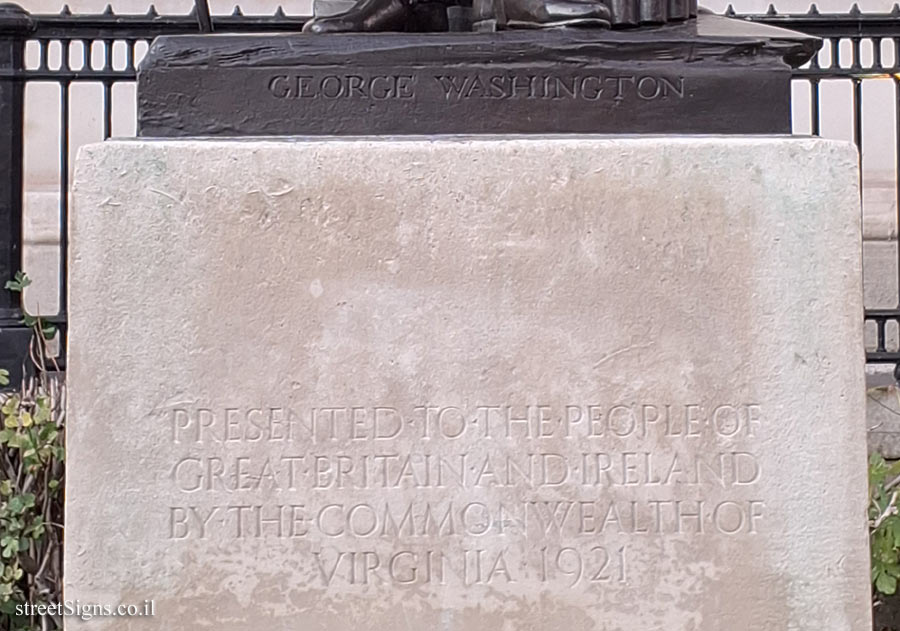 GEORGE WASHINGTON.
PRESENTED·TO·THE·PEOPLE·OF
GREAT·BRITAIN·AND·IRELAND
BY·THE·COMMONWEALTH·OF
VIRGINIA·1921
streetSigns.co.il